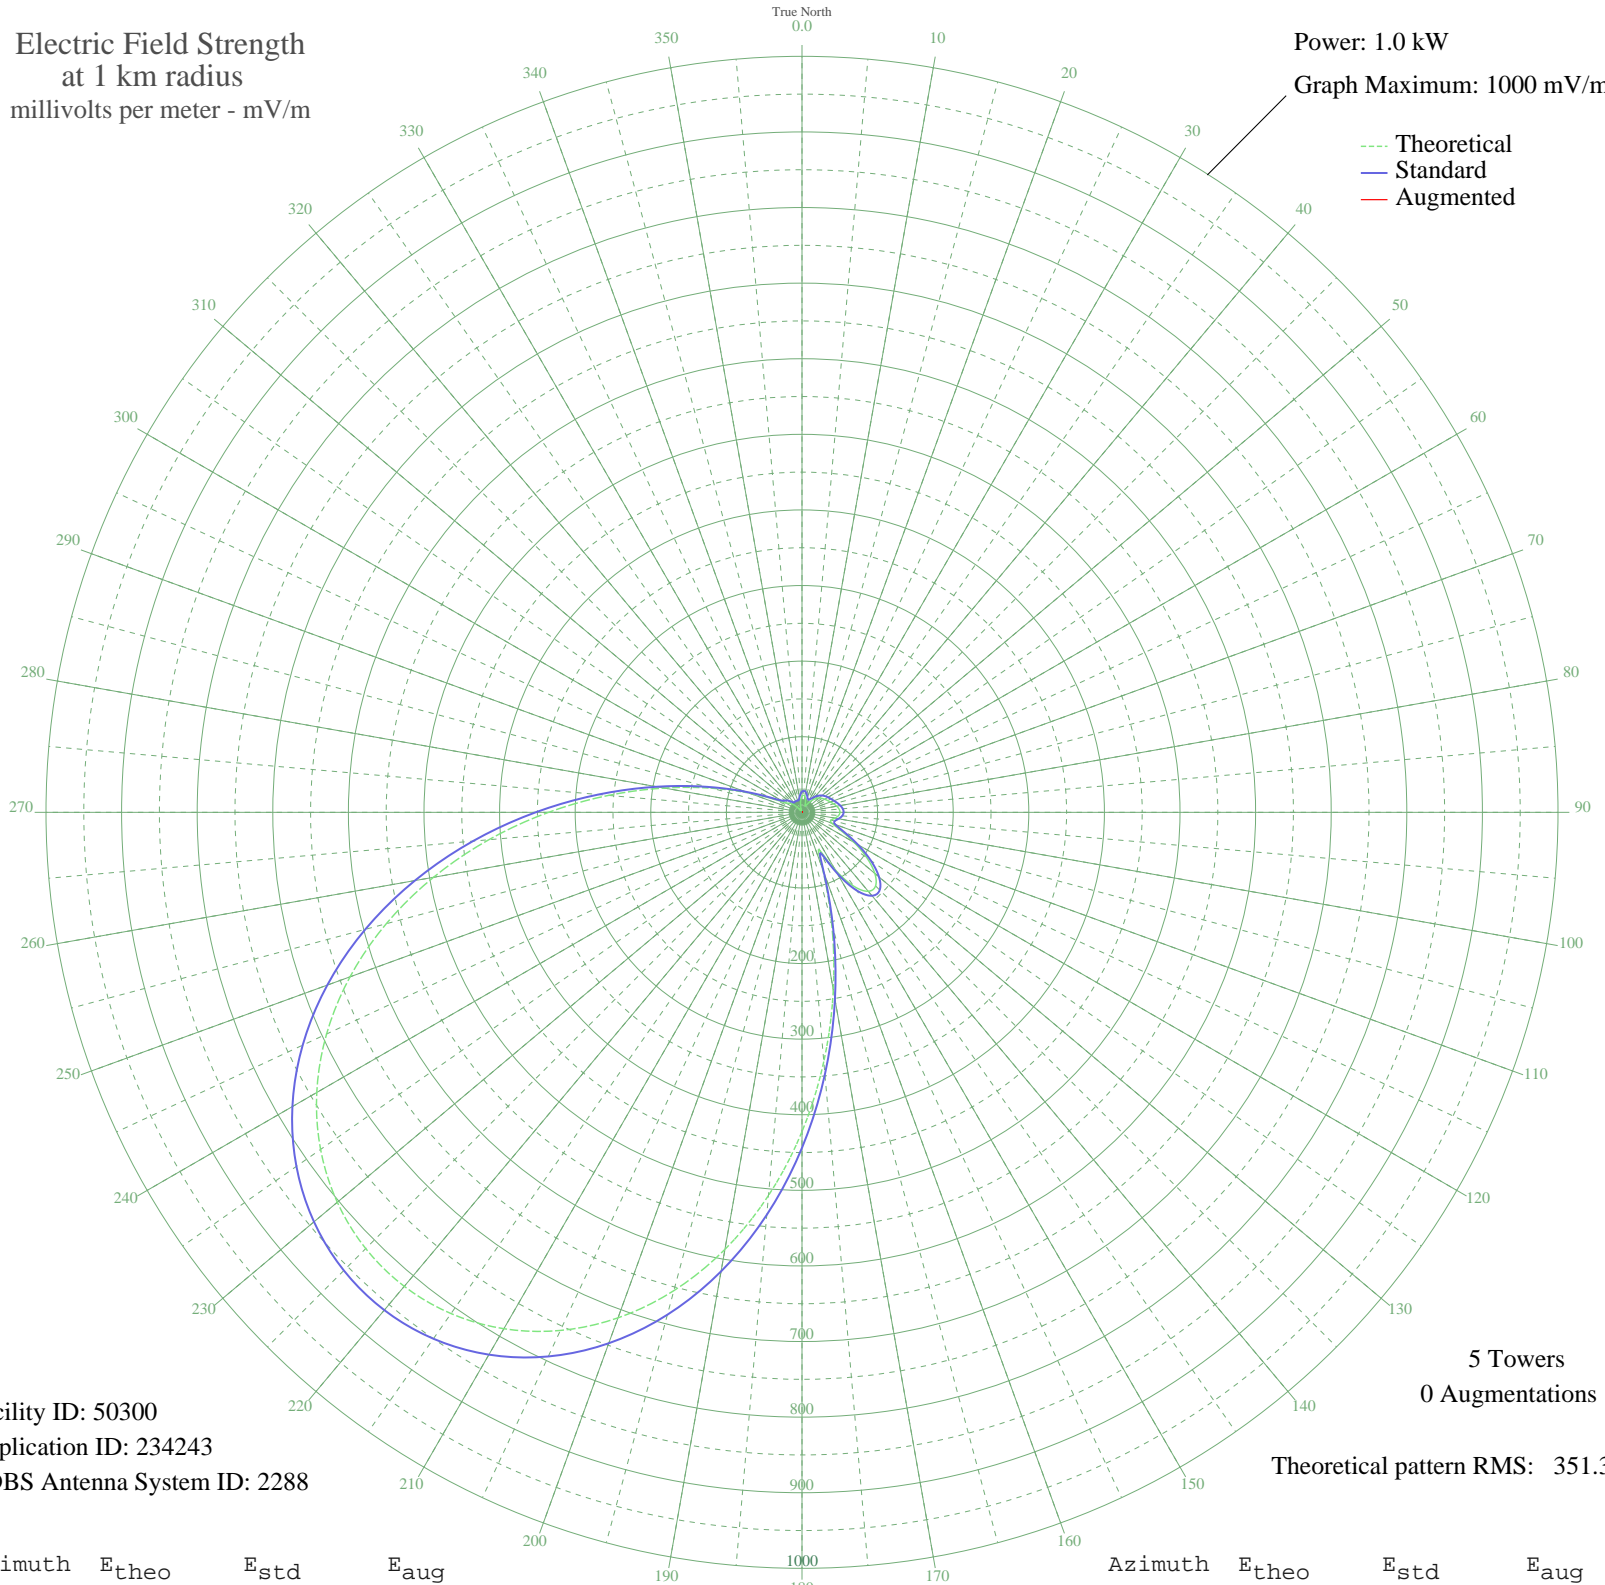 True North
0.0
Electric Field Strength
at 1 km radius
millivolts per meter - mV/m
Power: 1.0 kW
Graph Maximum: 1000 mV/m
Theoretical
Standard
Augmented
350
10
340
20
330
30
320
40
310
50
300
60
290
70
280
80
270
90
260
100
250
110
240
120
230
130
220
140
210
150
200
160
190
170
200
300
400
500
600
700
800
900
1000
5 Towers
0 Augmentations
cility ID: 50300
plication ID: 234243
DBS Antenna System ID: 2288
Theoretical pattern RMS: 351.3
imuth Etheo Estd Eaug
Azimuth Etheo Estd Eaug